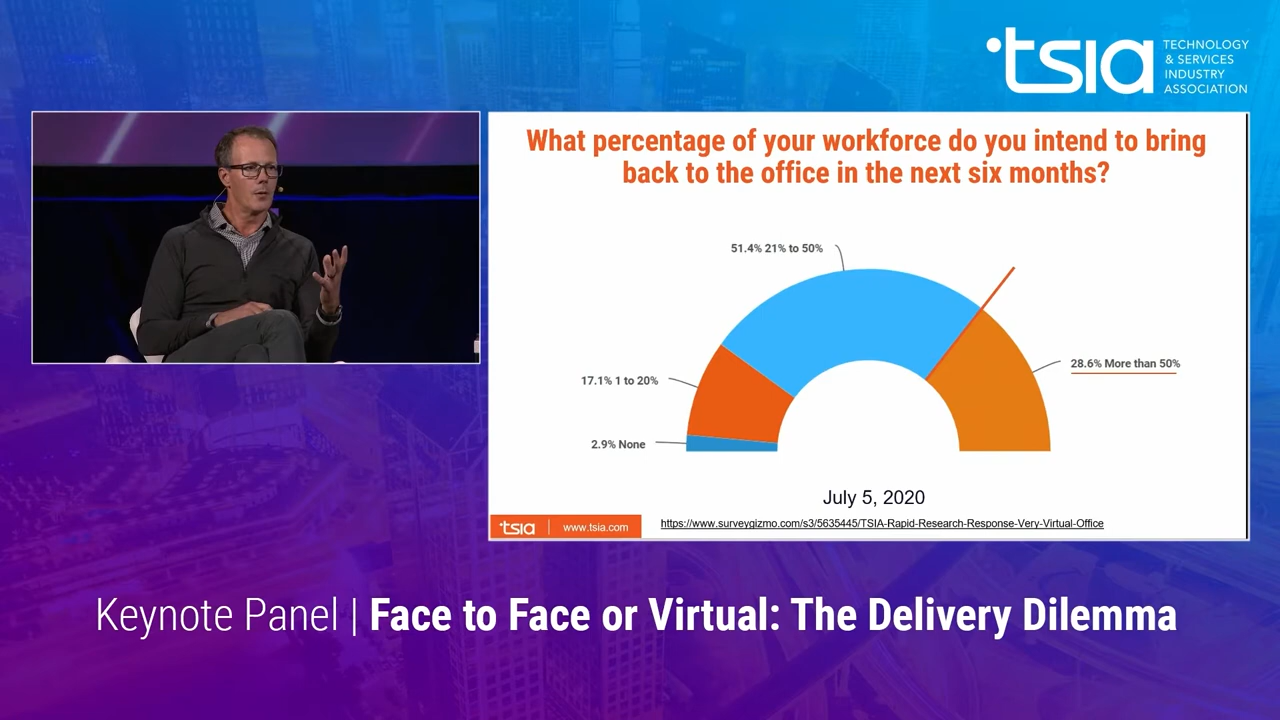 tsia
TECHNOLOGY
& SERVICES
INDUSTRY
ASSOCIATION
What percentage of your workforce do you intend to bring
back to the office in the next six months?
51.4% 21% to 50%
28.6% More than 50%
17.1% 1 to 20%
2.9% None
July 5, 2020
tsia | www.tsia.com
https://www.surveygizmo.com/s3/5635445/TSIA-Rapid-Research-Response-Very-Virtual-Office
Keynote Panel | Face to Face or Virtual: The Delivery Dilemma